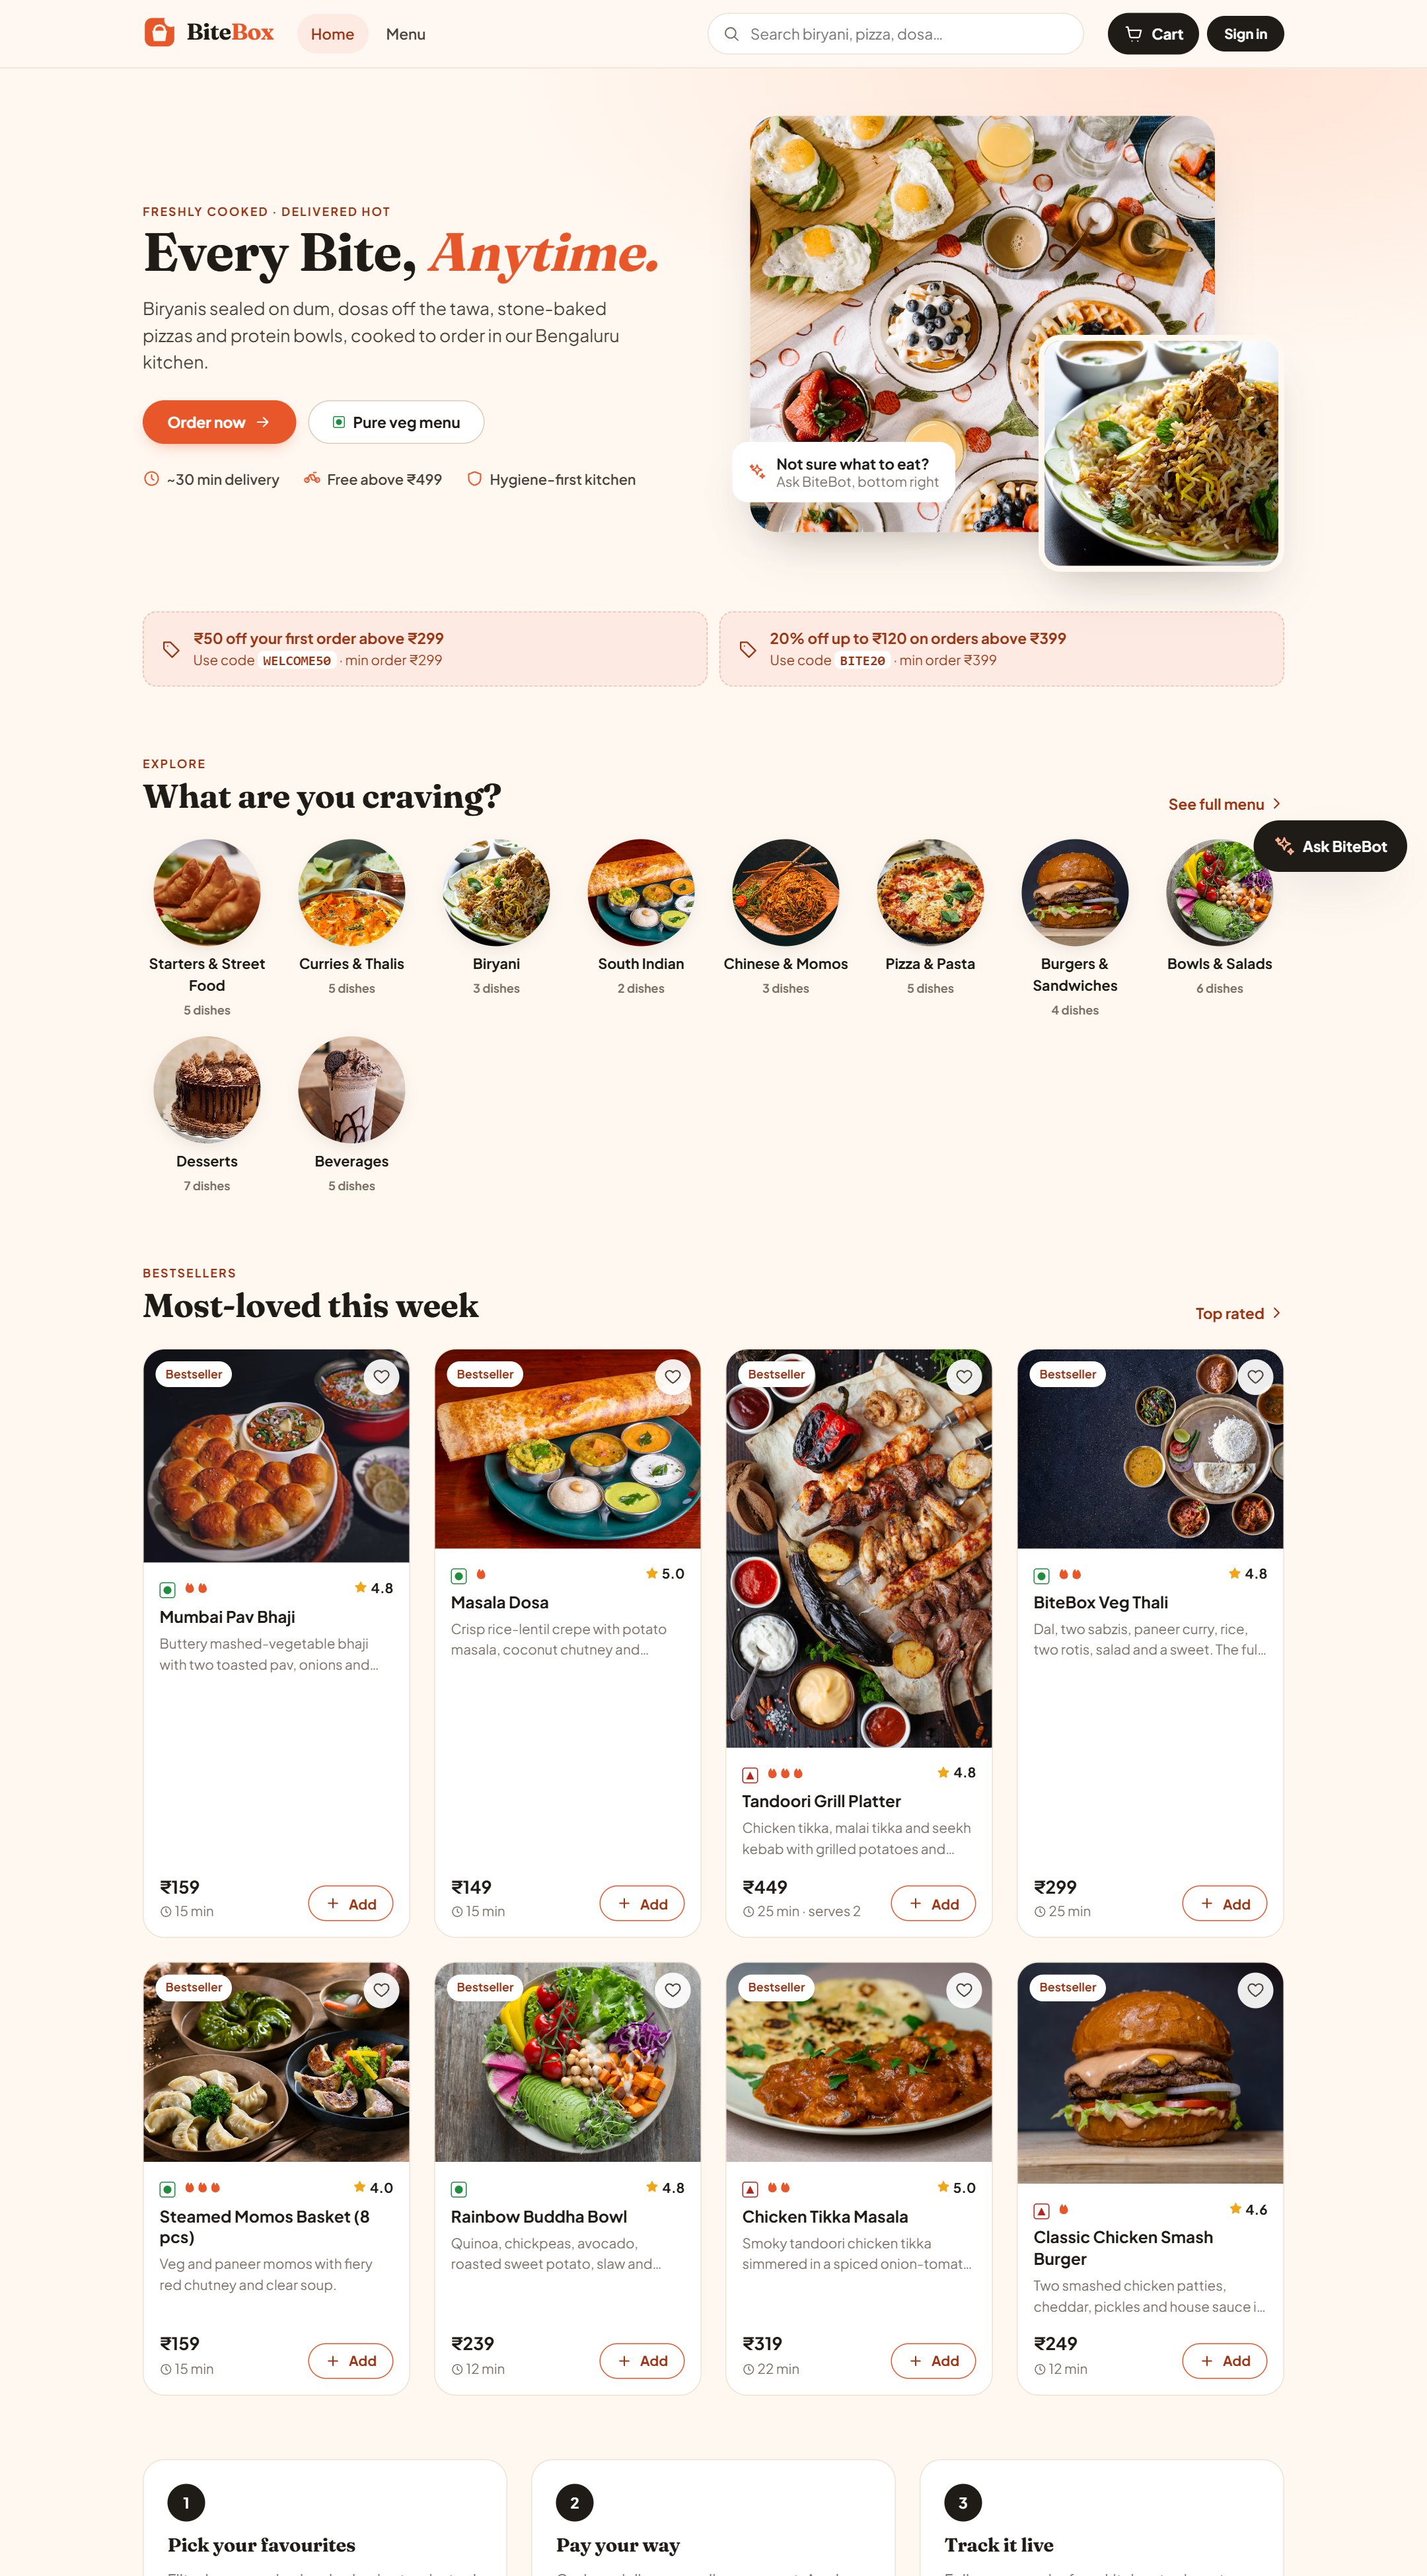 BiteBox
Home
Menu
Search biryani, pizza, dosa…
Cart
Sign in
FRESHLY COOKED · DELIVERED HOT
Every Bite, Anytime.
Biryanis sealed on dum, dosas off the tawa, stone-baked
pizzas and protein bowls, cooked to order in our Bengaluru
kitchen.
Order now
Pure veg menu
~30 min delivery
Free above ₹499
Hygiene-first kitchen
Not sure what to eat?
Ask BiteBot, bottom right
₹50 off your first order above ₹299
Use code WELCOME50 · min order ₹299
20% off up to ₹120 on orders above ₹399
Use code BITE20 · min order ₹399
EXPLORE
What are you craving?
See full menu
Ask BiteBot
Starters & Street
Food
5 dishes
Curries & Thalis
5 dishes
Biryani
3 dishes
South Indian
2 dishes
Chinese & Momos
3 dishes
Pizza & Pasta
5 dishes
Burgers &
Sandwiches
4 dishes
Bowls & Salads
6 dishes
Desserts
7 dishes
Beverages
5 dishes
BESTSELLERS
Most-loved this week
Top rated
Bestseller
4.8
Mumbai Pav Bhaji
Buttery mashed-vegetable bhaji
with two toasted pav, onions and…
₹159
15 min
Add
Bestseller
5.0
Masala Dosa
Crisp rice-lentil crepe with potato
masala, coconut chutney and…
₹149
15 min
Add
Bestseller
4.8
Tandoori Grill Platter
Chicken tikka, malai tikka and seekh
kebab with grilled potatoes and…
₹449
25 min · serves 2
Add
Bestseller
4.8
BiteBox Veg Thali
Dal, two sabzis, paneer curry, rice,
two rotis, salad and a sweet. The ful…
₹299
25 min
Add
Bestseller
4.0
Steamed Momos Basket (8
pcs)
Veg and paneer momos with fiery
red chutney and clear soup.
₹159
15 min
Add
Bestseller
4.8
Rainbow Buddha Bowl
Quinoa, chickpeas, avocado,
roasted sweet potato, slaw and…
₹239
12 min
Add
Bestseller
5.0
Chicken Tikka Masala
Smoky tandoori chicken tikka
simmered in a spiced onion-tomat…
₹319
22 min
Add
Bestseller
4.6
Classic Chicken Smash
Burger
Two smashed chicken patties,
cheddar, pickles and house sauce i…
₹249
12 min
Add
1
Pick your favourites
2
Pay your way
3
Track it live